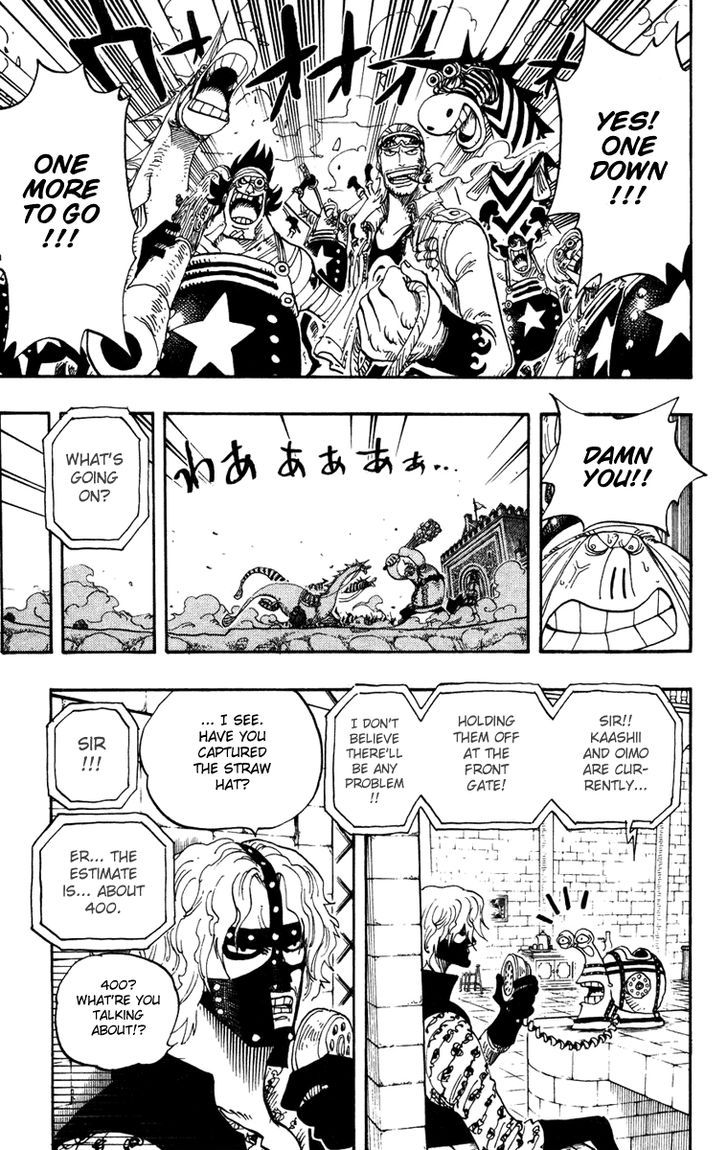 YES!
ONE
DOWN
!!!
ONE
MORE
TO GO
!!!
ウオオオオオ
DAMN
YOU!!
わあぁぁぁぁ...
WHAT'S
GOING
ON?
SIR!!
KAASHII
AND OIMO
ARE CUR-
RENTLY...
HOLDING
THEM OFF
AT THE
FRONT
GATE!
I DON'T
BELIEVE
THERE'LL
BE ANY
PROBLEM
!!
... I SEE.
HAVE YOU
CAPTURED
THE STRAW
HAT?
SIR
!!!
ER... THE
ESTIMATE
IS... ABOUT
400.
400?
WHAT'RE YOU
TALKING
ABOUT!?